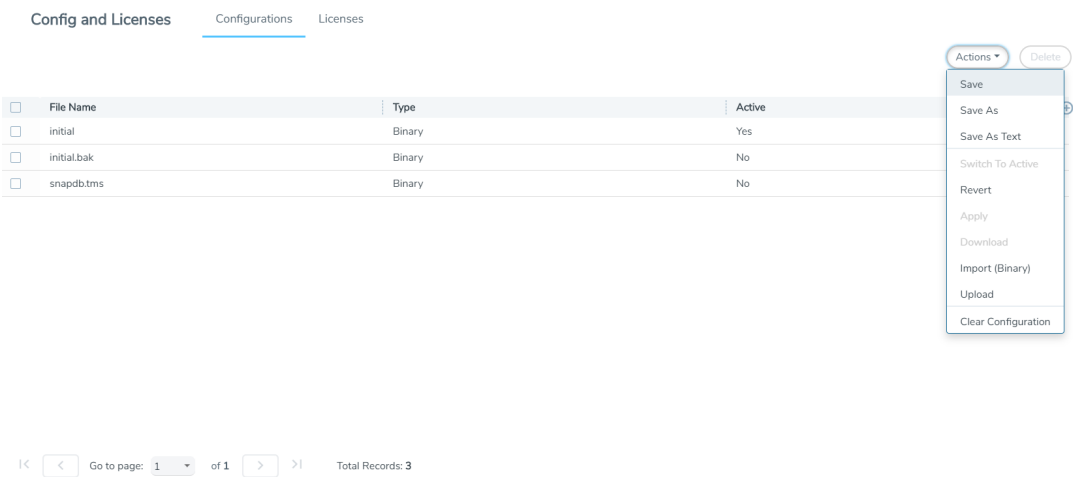 Config and Licenses Configurations Licenses
Actions Delete
Save
Save As
Save As Text
Switch To Active
Revert
Apply
Download
Import (Binary)
Upload
Clear Configuration
File Name Type Active
initial Binary Yes
initial.bak Binary No
snapdb.tms Binary No
Go to page: 1 of 1 Total Records: 3